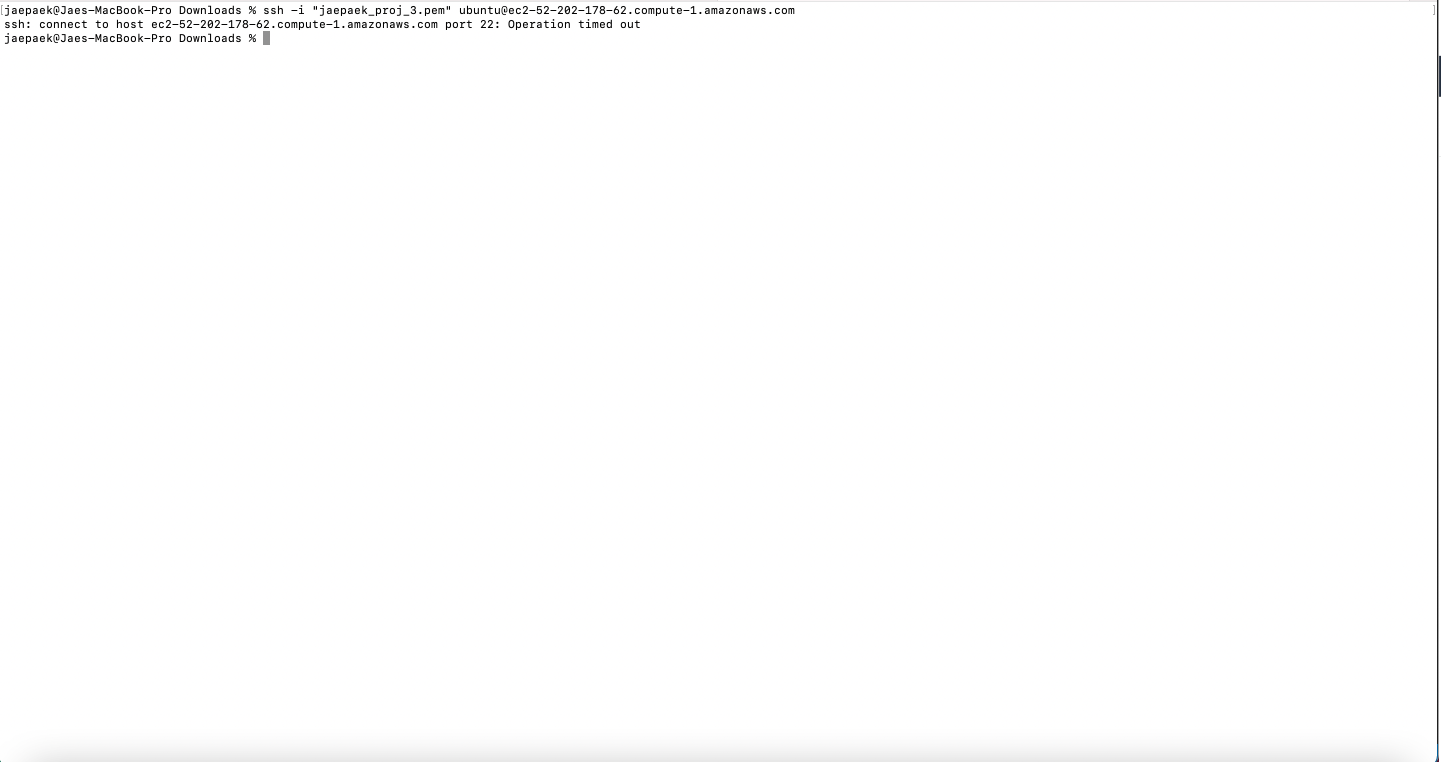 [jaepaek@Jaes-MacBook-Pro Downloads % ssh -i "jaepaek_proj_3.pem" ubuntu@ec2-52-202-178-62.compute-1.amazonaws.com ]
ssh: connect to host ec2-52-202-178-62.compute-1.amazonaws.com port 22: Operation timed out
jaepaek@Jaes-MacBook-Pro Downloads %